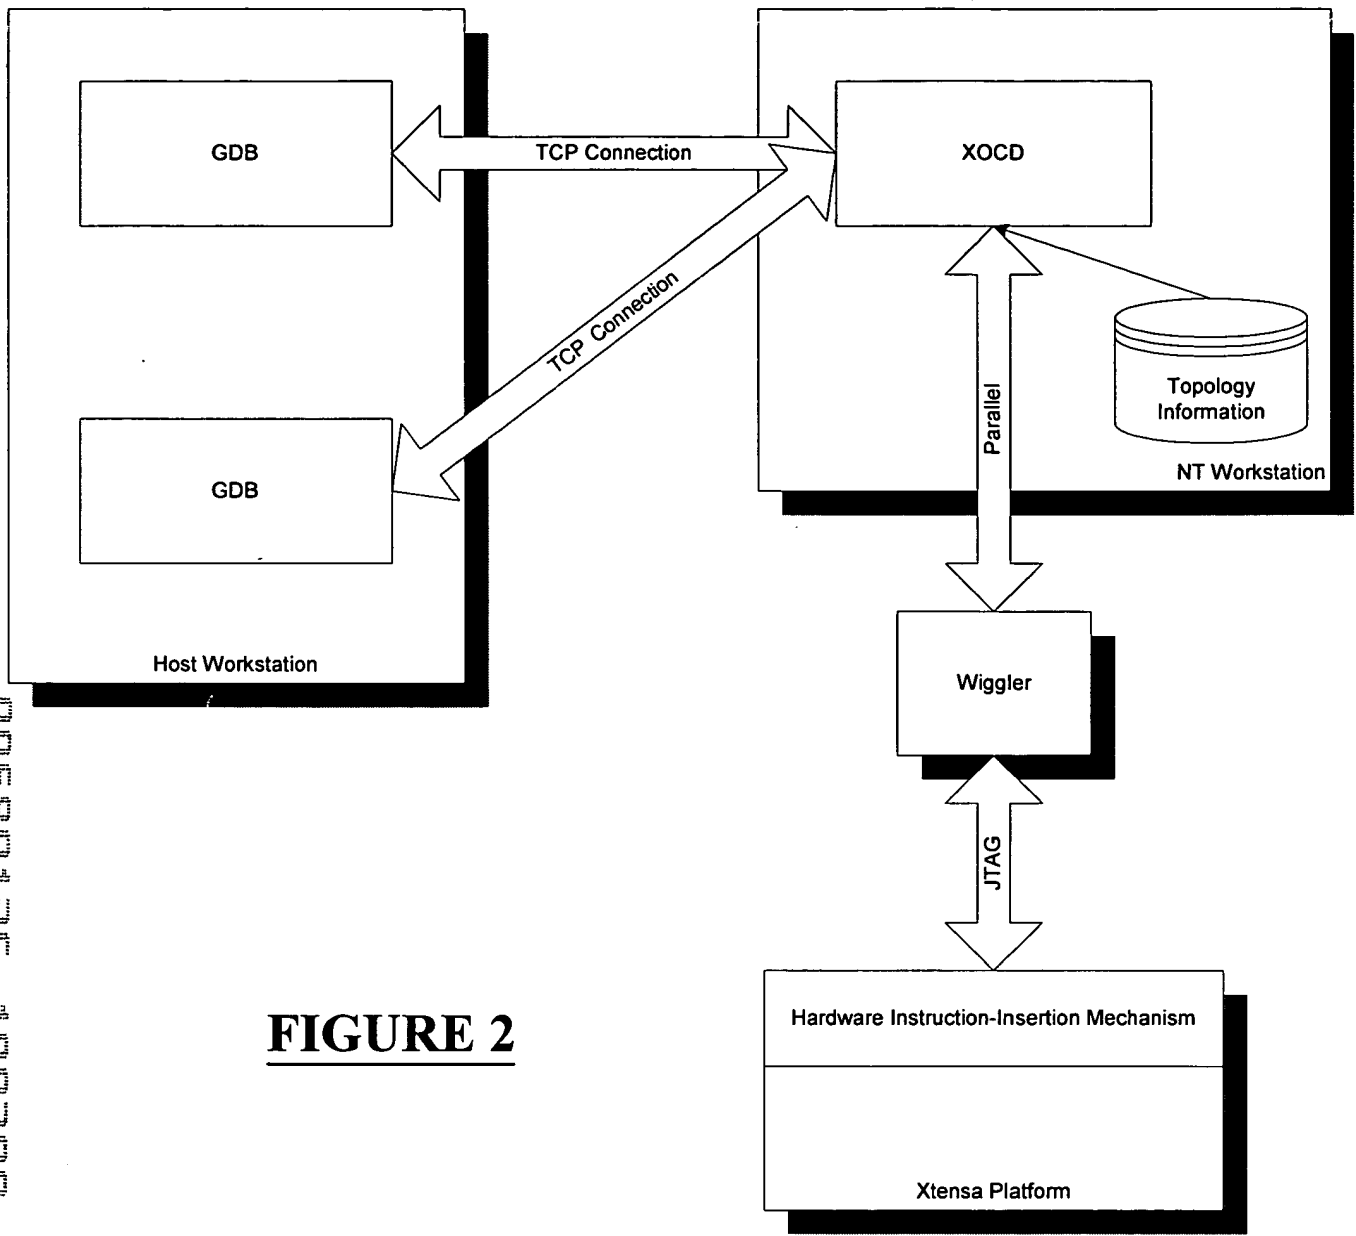 GDB
TCP Connection
XOCD
TCP Connection
Topology
Information
Parallel
NT Workstation
GDB
Host Workstation
Wiggler
JTAG
Hardware Instruction-Insertion Mechanism
FIGURE 2
Xtensa Platform